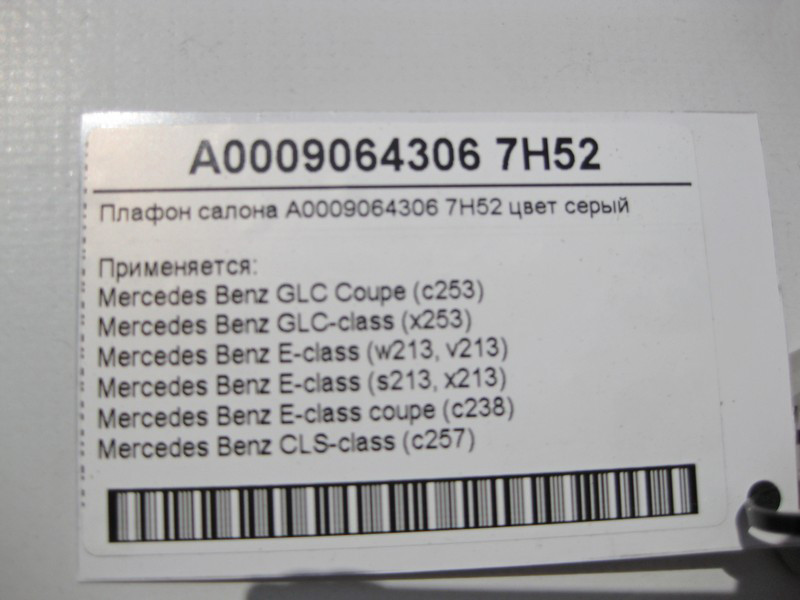 A0009064306 7H52
Плафон салона A0009064306 7H52 цвет серый
Применяется:
Mercedes Benz GLC Coupe (c253)
Mercedes Benz GLC-class (x253)
Mercedes Benz E-class (w213, v213)
Mercedes Benz E-class (s213, x213)
Mercedes Benz E-class coupe (c238)
Mercedes Benz CLS-class (c257)